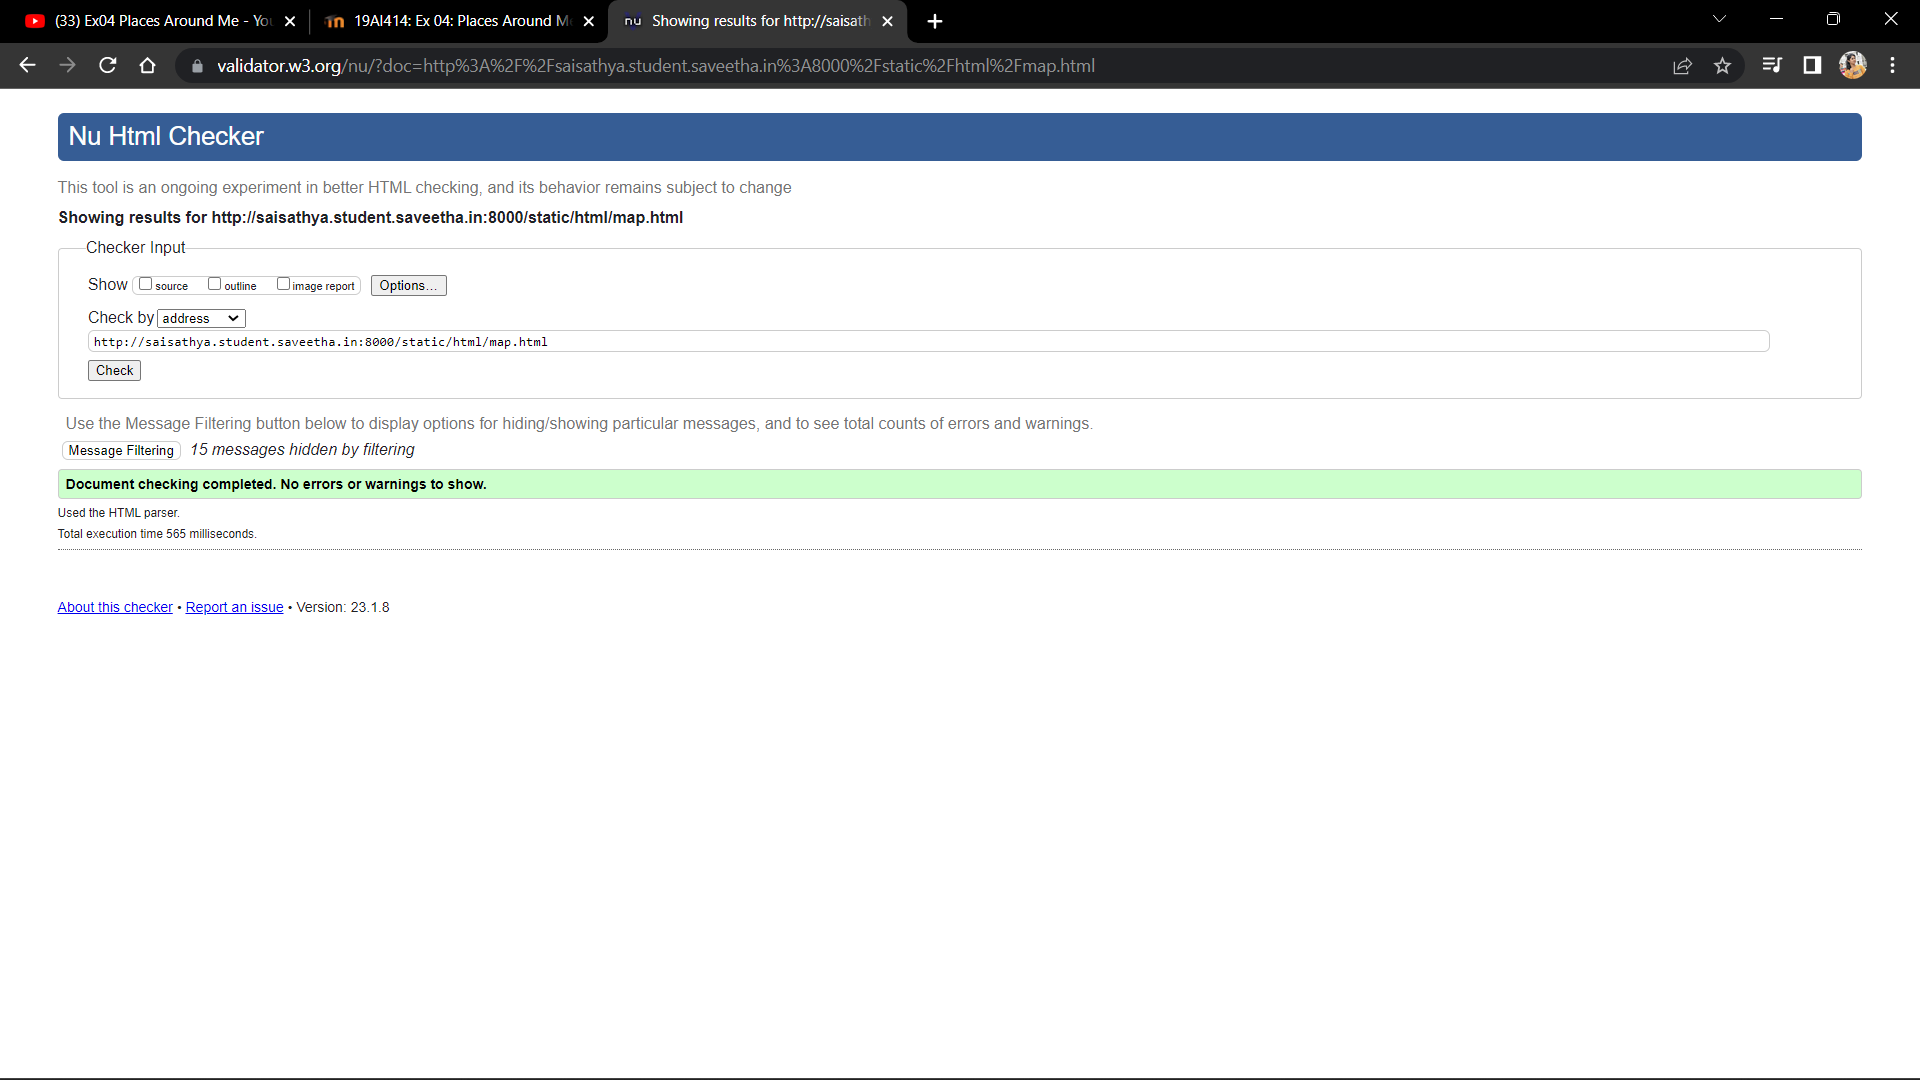 (33) Ex04 Places Around Me - You
19AI414: Ex 04: Places Around Me
nu Showing results for http://saisath
validator.w3.org/nu/?doc=http%3A%2F%2Fsaisathya.student.saveetha.in%3A8000%2Fstatic%2Fhtml%2Fmap.html
Nu Html Checker
This tool is an ongoing experiment in better HTML checking, and its behavior remains subject to change
Showing results for http://saisathya.student.saveetha.in:8000/static/html/map.html
Checker Input
Show source outline image report Options...
Check by address
http://saisathya.student.saveetha.in:8000/static/html/map.html
Check
Use the Message Filtering button below to display options for hiding/showing particular messages, and to see total counts of errors and warnings.
Message Filtering 15 messages hidden by filtering
Document checking completed. No errors or warnings to show.
Used the HTML parser.
Total execution time 565 milliseconds.
About this checker • Report an issue • Version: 23.1.8